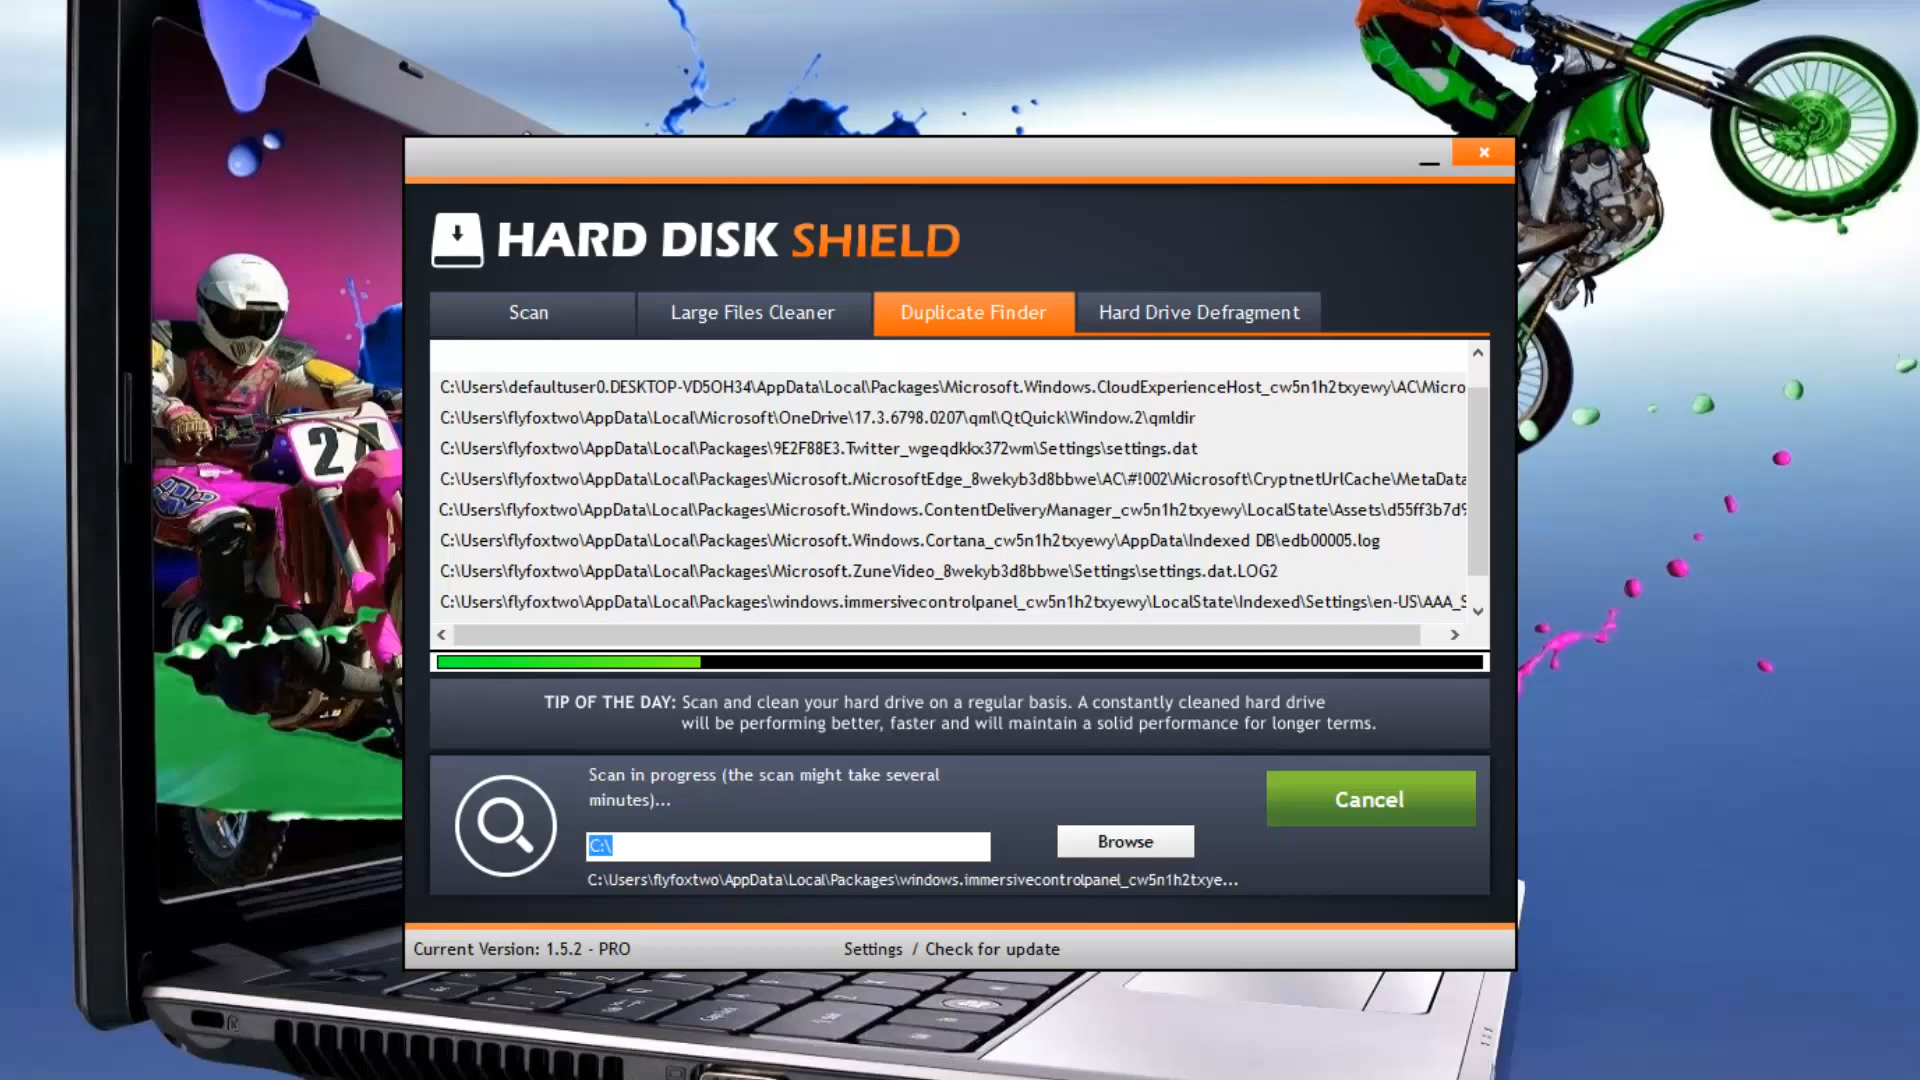 HARD DISK SHIELD
Scan
Large Files Cleaner
Duplicate Finder
Hard Drive Defragment
C:\Users\defaultuser0.DESKTOP-VD5OH34\AppData\Local\Packages\Microsoft.Windows.CloudExperienceHost_cw5n1h2txyewy\AC\Micro
C:\Users\flyfoxtwo\AppData\Local\Microsoft\OneDrive\17.3.6798.0207\qml\QtQuick\Window.2\qmldir
C:\Users\flyfoxtwo\AppData\Local\Packages\9E2F88E3.Twitter_wgeqdkkx372wm\Settings\settings.dat
C:\Users\flyfoxtwo\AppData\Local\Packages\Microsoft.MicrosoftEdge_8wekyb3d8bbwe\AC\#!002\Microsoft\CryptnetUrlCache\MetaData
C:\Users\flyfoxtwo\AppData\Local\Packages\Microsoft.Windows.ContentDeliveryManager_cw5n1h2txyewy\LocalState\Assets\d55ff3b7d9
C:\Users\flyfoxtwo\AppData\Local\Packages\Microsoft.Windows.Cortana_cw5n1h2txyewy\AppData\Indexed DB\edb00005.log
C:\Users\flyfoxtwo\AppData\Local\Packages\Microsoft.ZuneVideo_8wekyb3d8bbwe\Settings\settings.dat.LOG2
C:\Users\flyfoxtwo\AppData\Local\Packages\windows.immersivecontrolpanel_cw5n1h2txyewy\LocalState\Indexed\Settings\en-US\AAA_S
TIP OF THE DAY: Scan and clean your hard drive on a regular basis. A constantly cleaned hard drive
will be performing better, faster and will maintain a solid performance for longer terms.
Scan in progress (the scan might take several
minutes)...
Cancel
C:\
Browse
C:\Users\flyfoxtwo\AppData\Local\Packages\windows.immersivecontrolpanel_cw5n1h2txye...
Current Version: 1.5.2 - PRO
Settings / Check for update
24